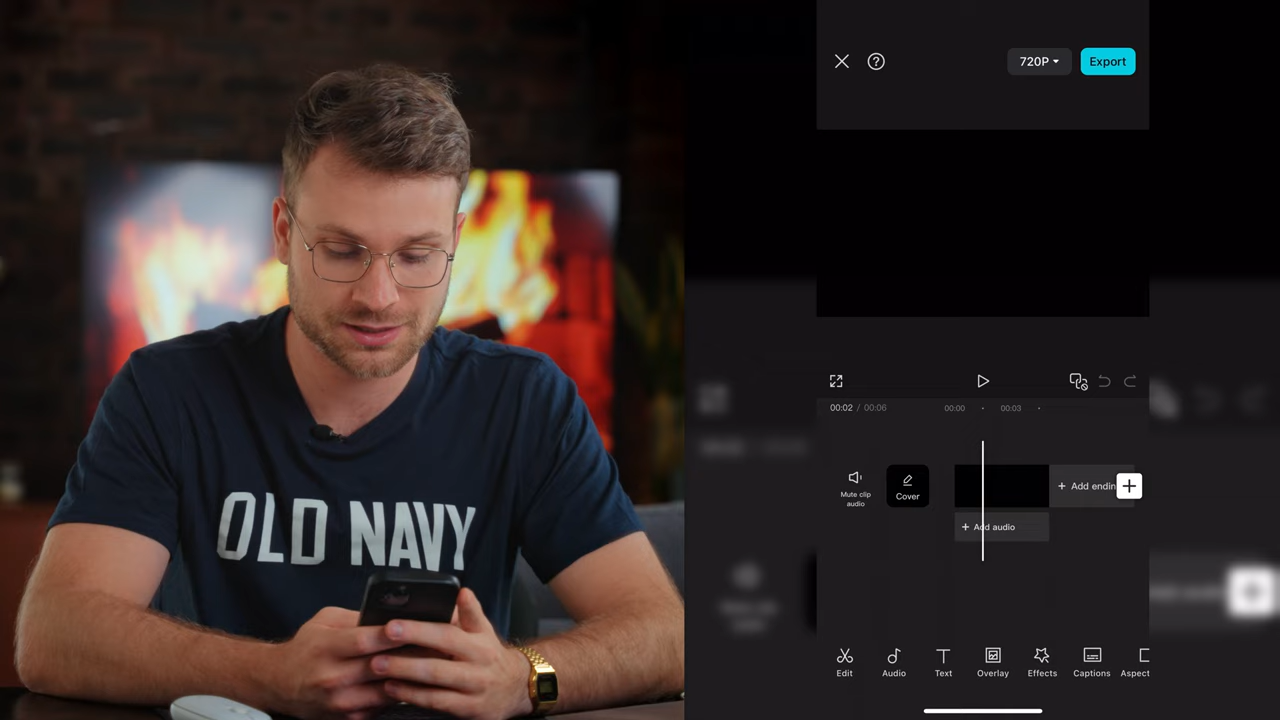 OLD NAVY
720P
Export
00:02 / 00:06
00:00
00:03
Mute clip
audio
Cover
+ Add endin
+ Add audio
Edit
Audio
Text
Overlay
Effects
Captions
Aspect